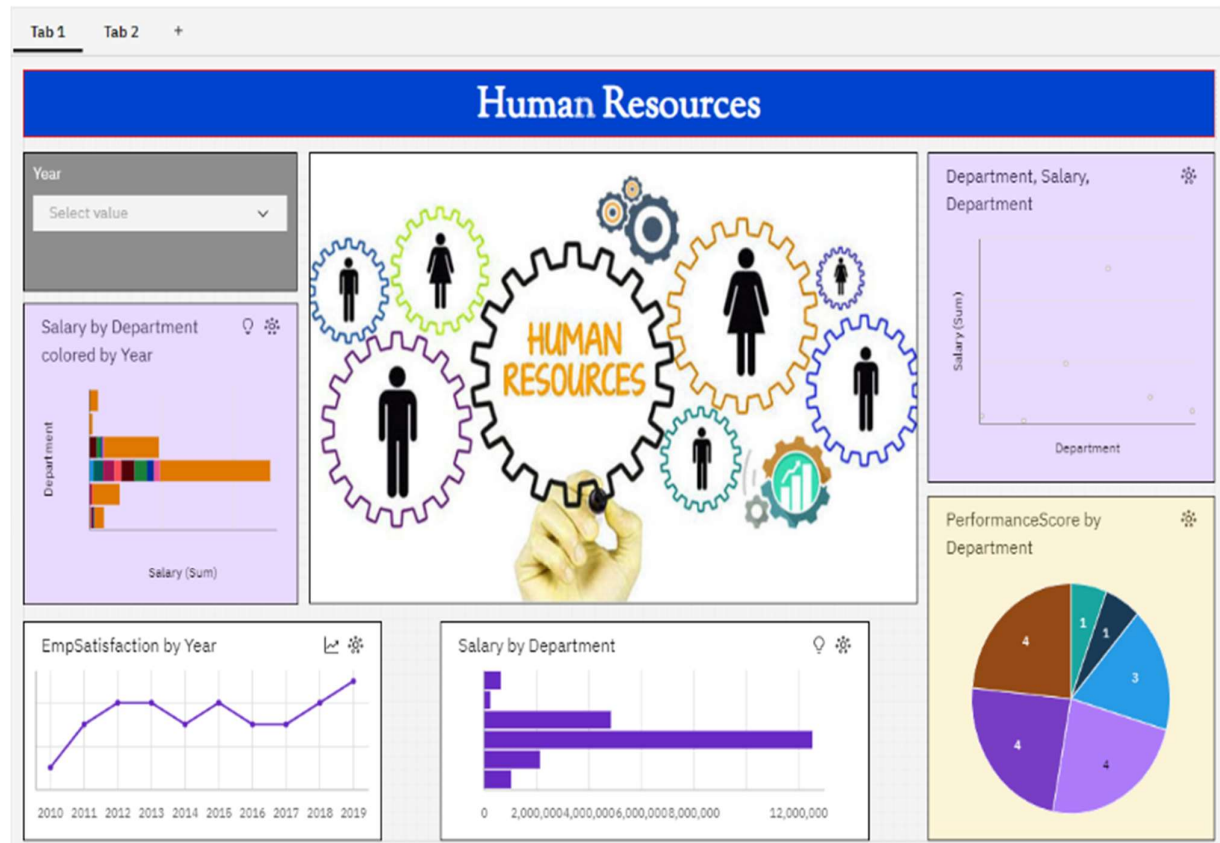 Tab 1 Tab 2 +
Human Resources
Year
Select value
Salary by Department
colored by Year
Department
Salary (Sum)
HUMAN
RESOURCES
Department, Salary,
Department
Salary (Sum)
Department
EmpSatisfaction by Year
2010 2011 2012 2013 2014 2015 2016 2017 2018 2019
Salary by Department
0 2,000,0004,000,0006,000,0008,000,000 12,000,000
PerformanceScore by
Department
1
1
3
4
4
4